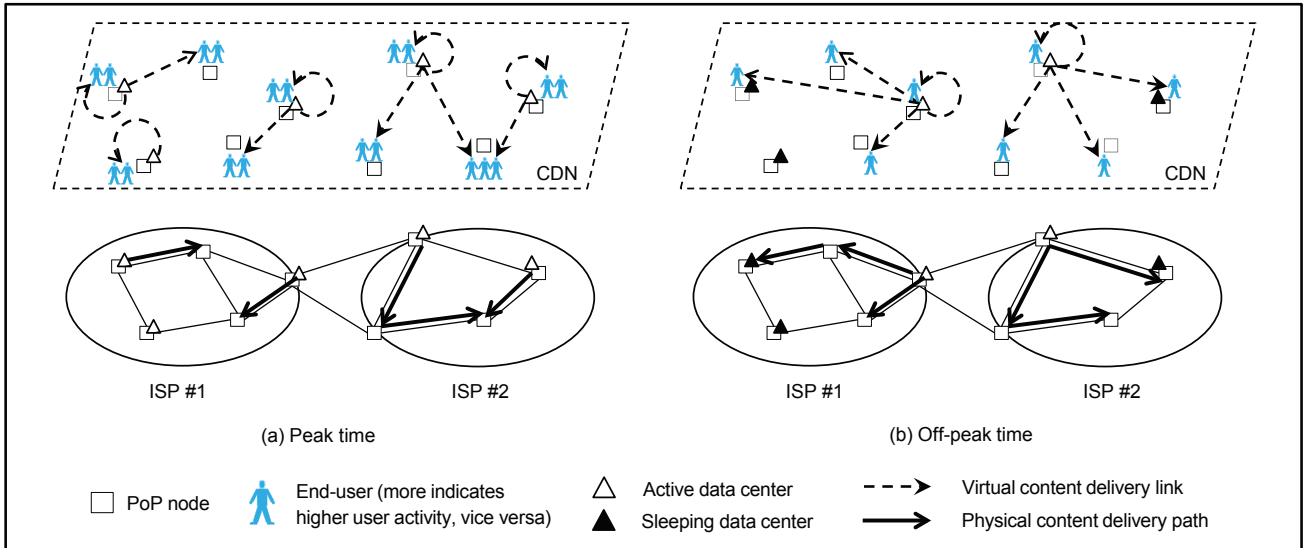 CDN
CDN
ISP #1
ISP #2
ISP #1
ISP #2
(a) Peak time
(b) Off-peak time
PoP node
End-user (more indicates
higher user activity, vice versa)
Active data center
Sleeping data center
Virtual content delivery link
Physical content delivery path